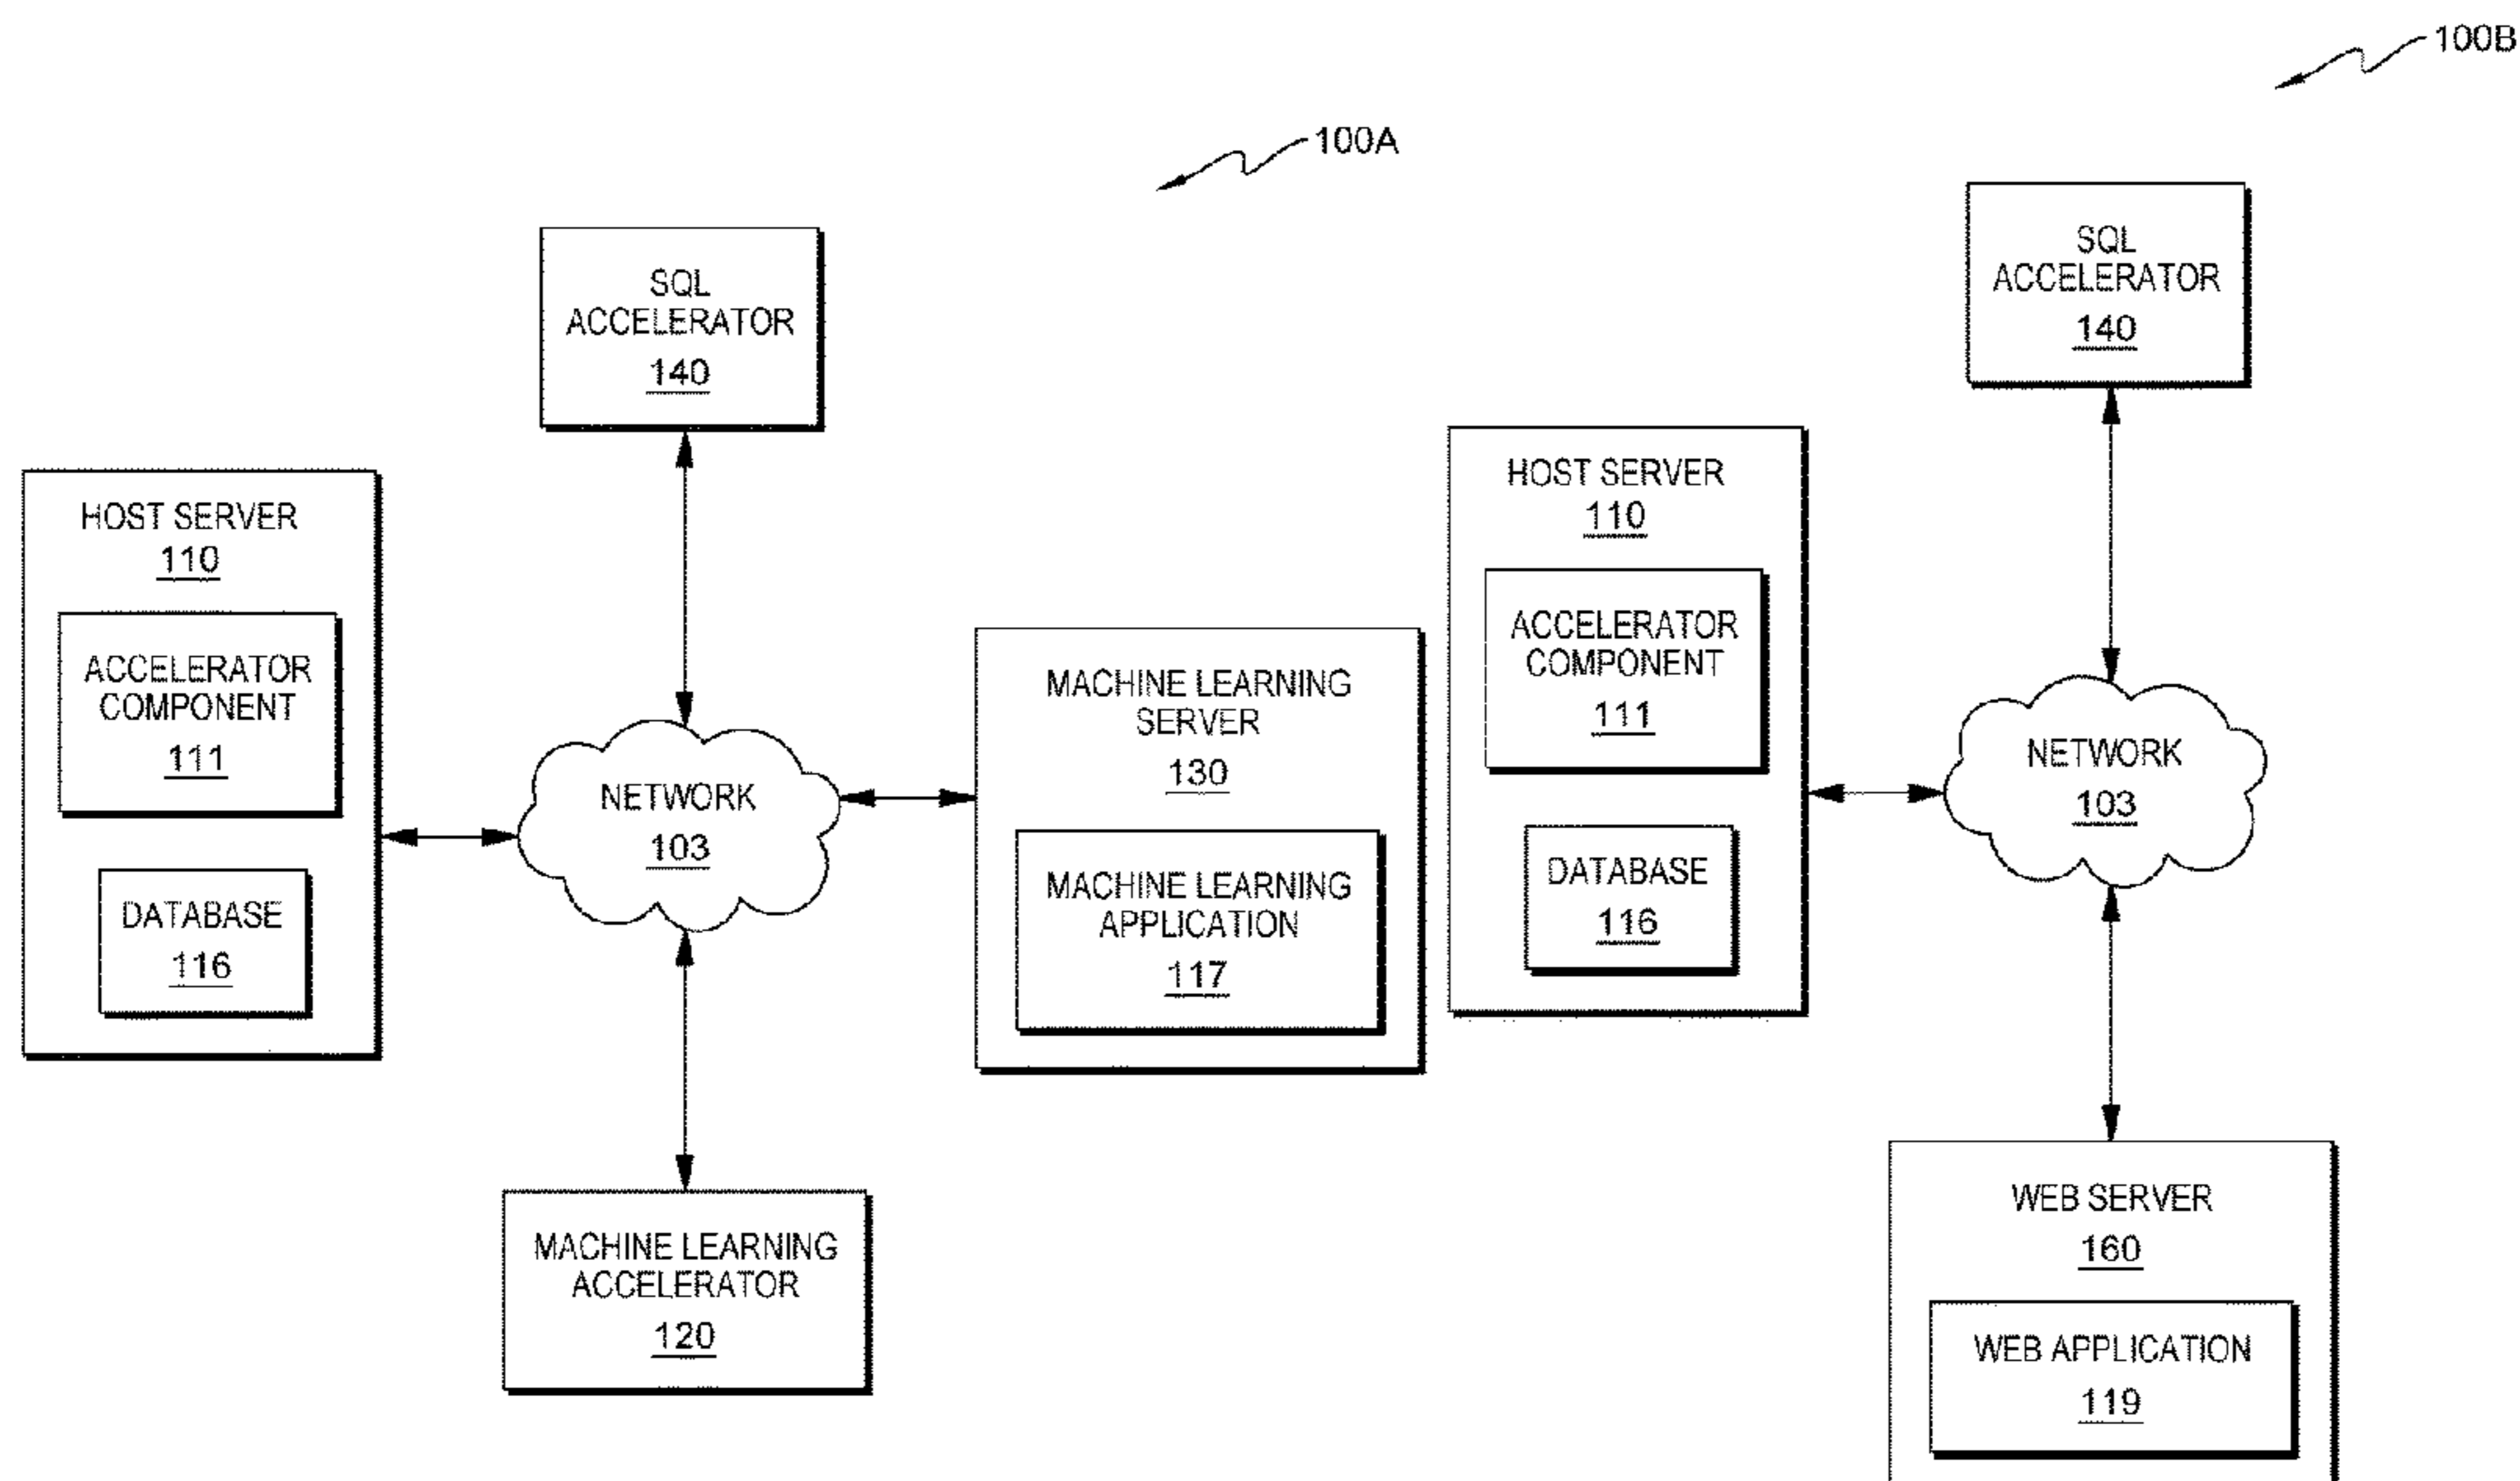 100A
SQL
ACCELERATOR
140
HOST SERVER
110
ACCELERATOR
COMPONENT
111
DATABASE
116
NETWORK
103
MACHINE LEARNING
SERVER
130
MACHINE LEARNING
APPLICATION
117
MACHINE LEARNING
ACCELERATOR
120
100B
SQL
ACCELERATOR
140
HOST SERVER
110
ACCELERATOR
COMPONENT
111
DATABASE
116
NETWORK
103
WEB SERVER
160
WEB APPLICATION
119